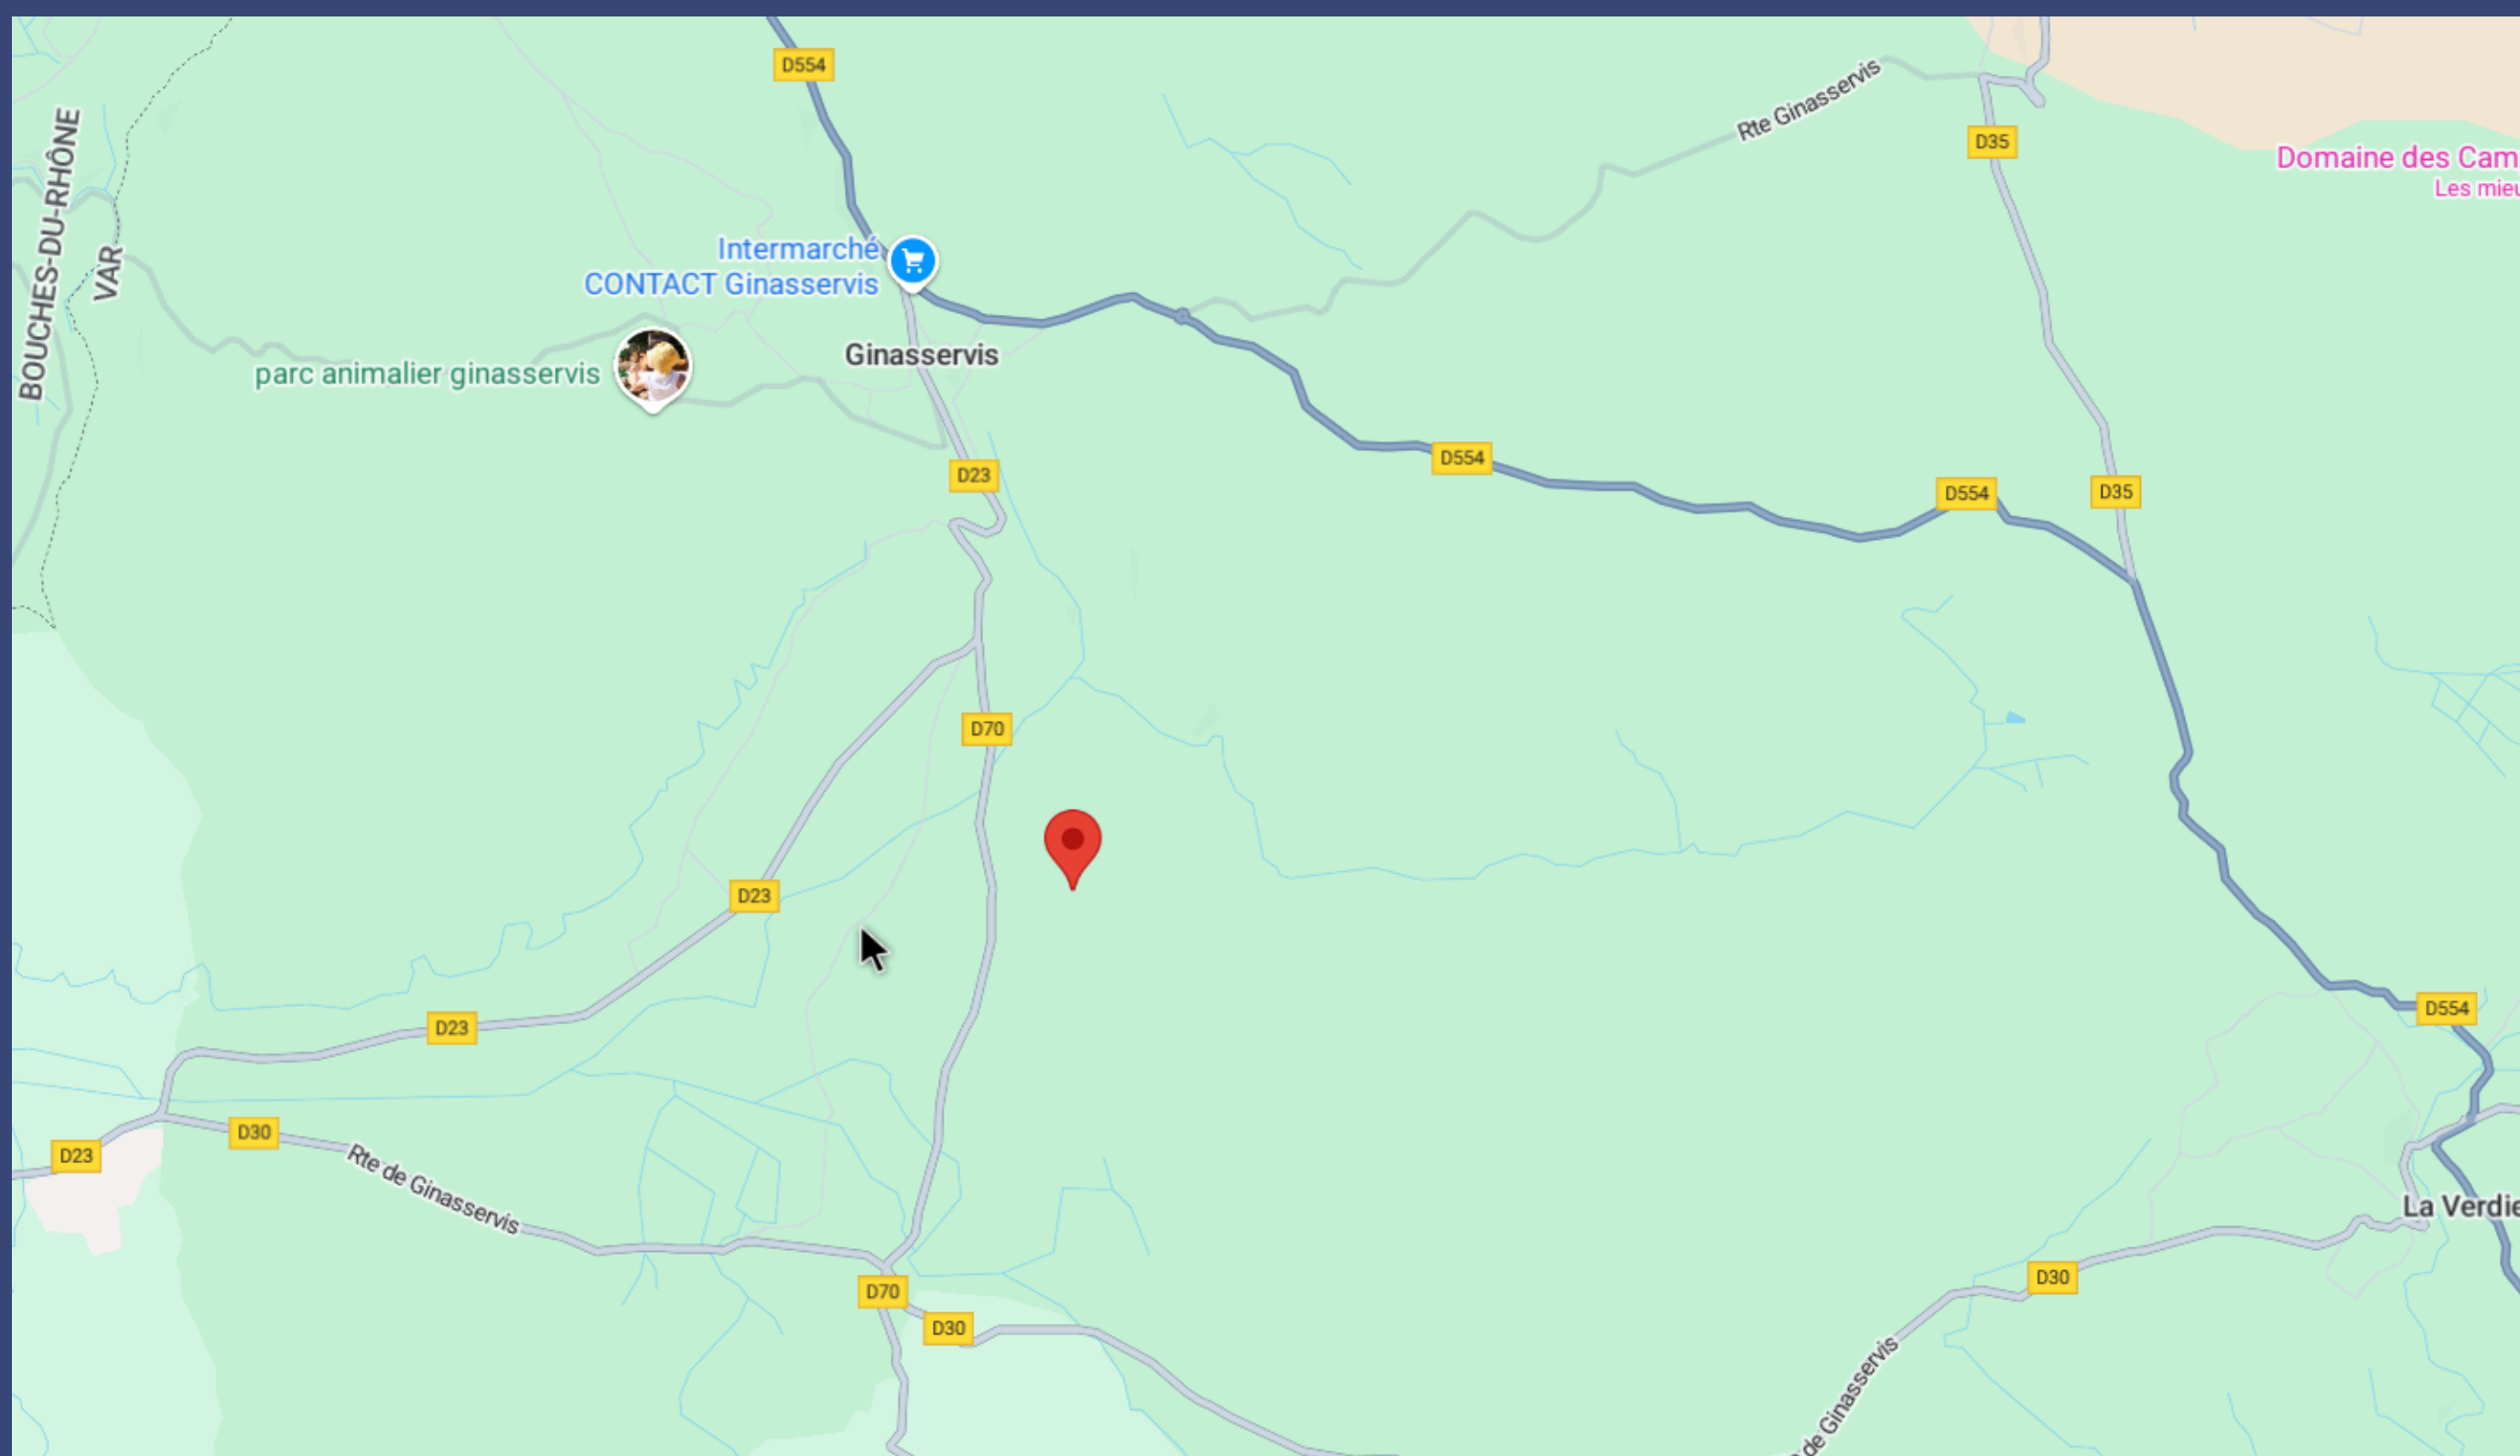 D554
Rte Ginasservis
D35
BOUCHES-DU-RHÔNE
VAR
Domaine des Cam
Les mieu
Intermarché
CONTACT Ginasservis
Ginasservis
parc animalier ginasservis
D554
D23
D554
D35
D70
D23
D554
D23
D30
D23
Rte de Ginasservis
La Verdie
D30
D70
D30
de Ginasservis